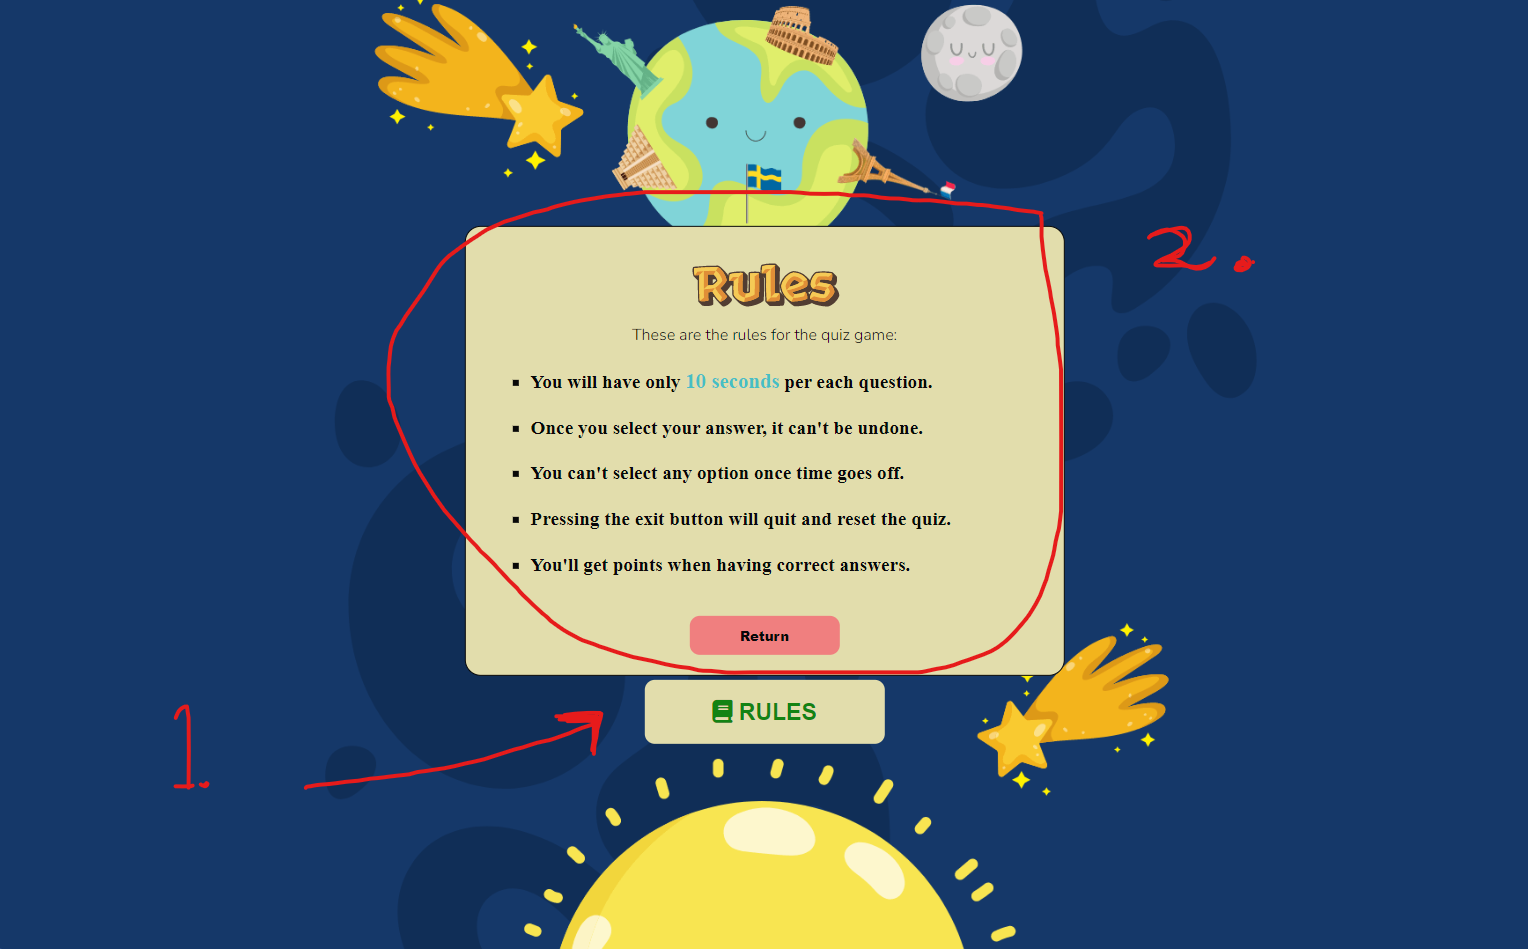 2.
Rules
These are the rules for the quiz game:
You will have only 10 seconds per each question.
Once you select your answer, it can't be undone.
You can't select any option once time goes off.
Pressing the exit button will quit and reset the quiz.
You'll get points when having correct answers.
Return
RULES
1.